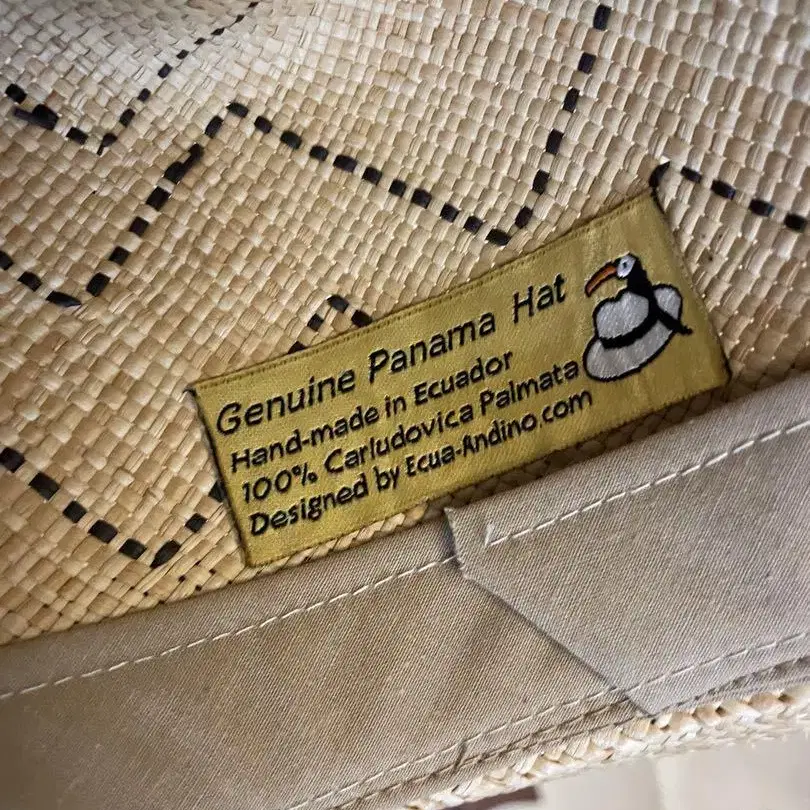 Genuine Panama Hat
Hand-made in Ecuador
100% Carludovica Palmata
Designed by Ecua-Andino.com